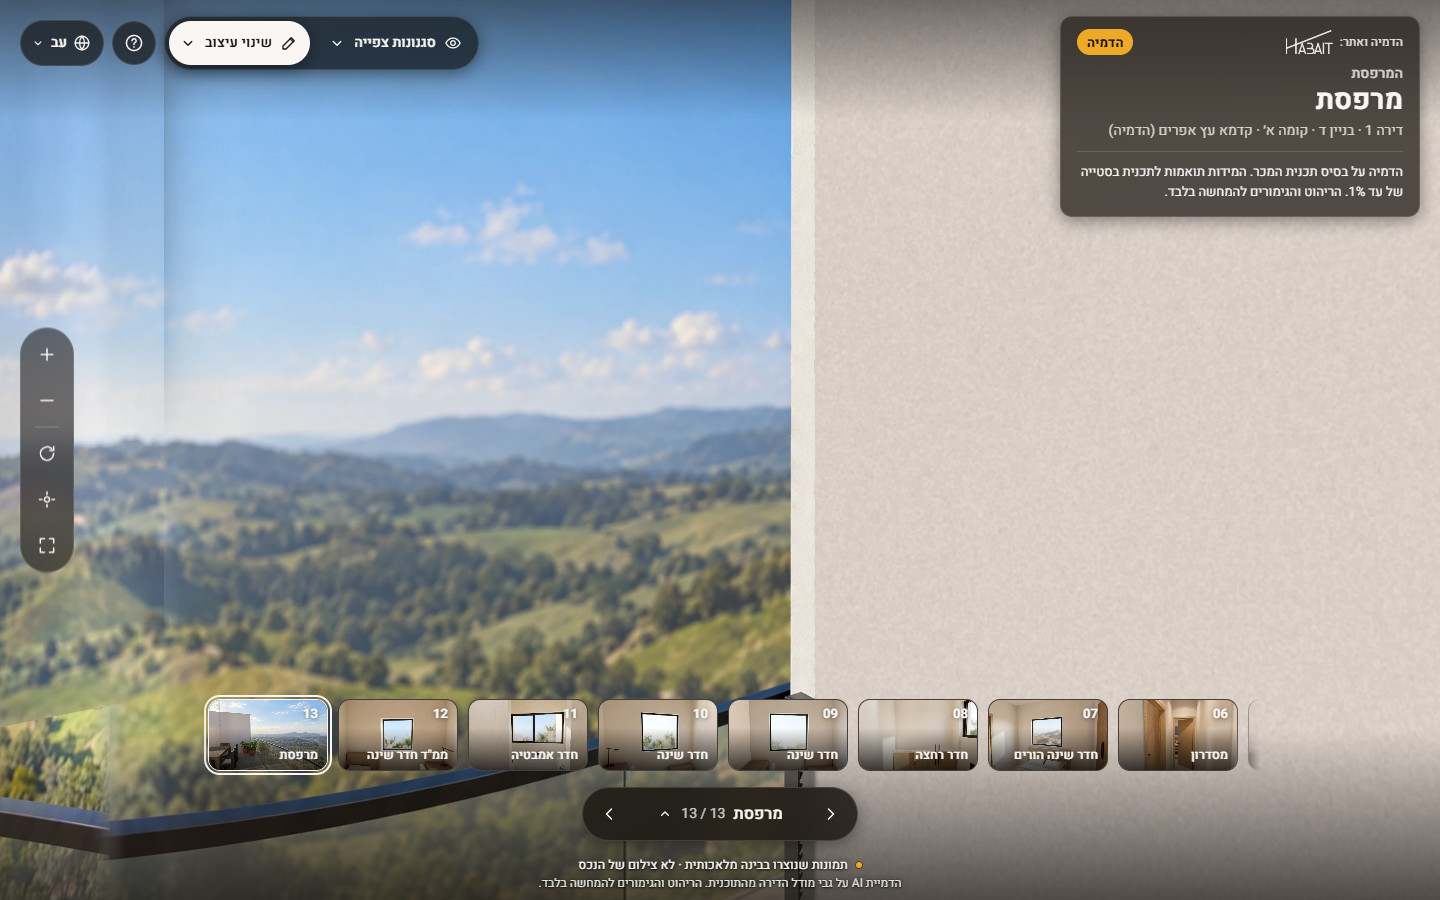 הדמיה ואתר: HABAIT
הדמיה
המרפסת
מרפסת
דירה 1 · בניין ד · קומה א' · קדמא עץ אפרים (הדמיה)
הדמיה על בסיס תכנית המכר. המידות תואמות לתכנית בסטייה
של עד 1%. הריהוט והגימורים להמחשה בלבד.
סגנונות צפייה
שינוי עיצוב
עב
06
מסדרון
07
חדר שינה הורים
08
חדר רחצה
09
חדר שינה
10
חדר שינה
11
חדר אמבטיה
12
ממ"ד חדר שינה
13
מרפסת
מרפסת 13 / 13
תמונות שנוצרו בבינה מלאכותית · לא צילום של הנכס
הדמיית AI על גבי מודל הדירה מהתוכנית. הריהוט והגימורים להמחשה בלבד.